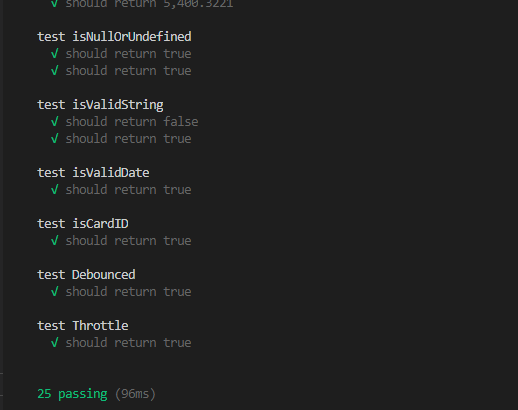 √ should return 5,400.3221
test isNullOrUndefined
√ should return true
√ should return true
test isValidString
√ should return false
√ should return true
test isValidDate
√ should return true
test isCardID
√ should return true
test Debounced
√ should return true
test Throttle
√ should return true
25 passing (96ms)